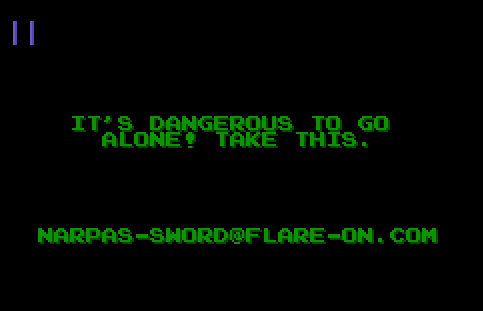 IT'S DANGEROUS TO GO
ALONE! TAKE THIS.
NARPAS-SWORD@FLARE-ON.COM